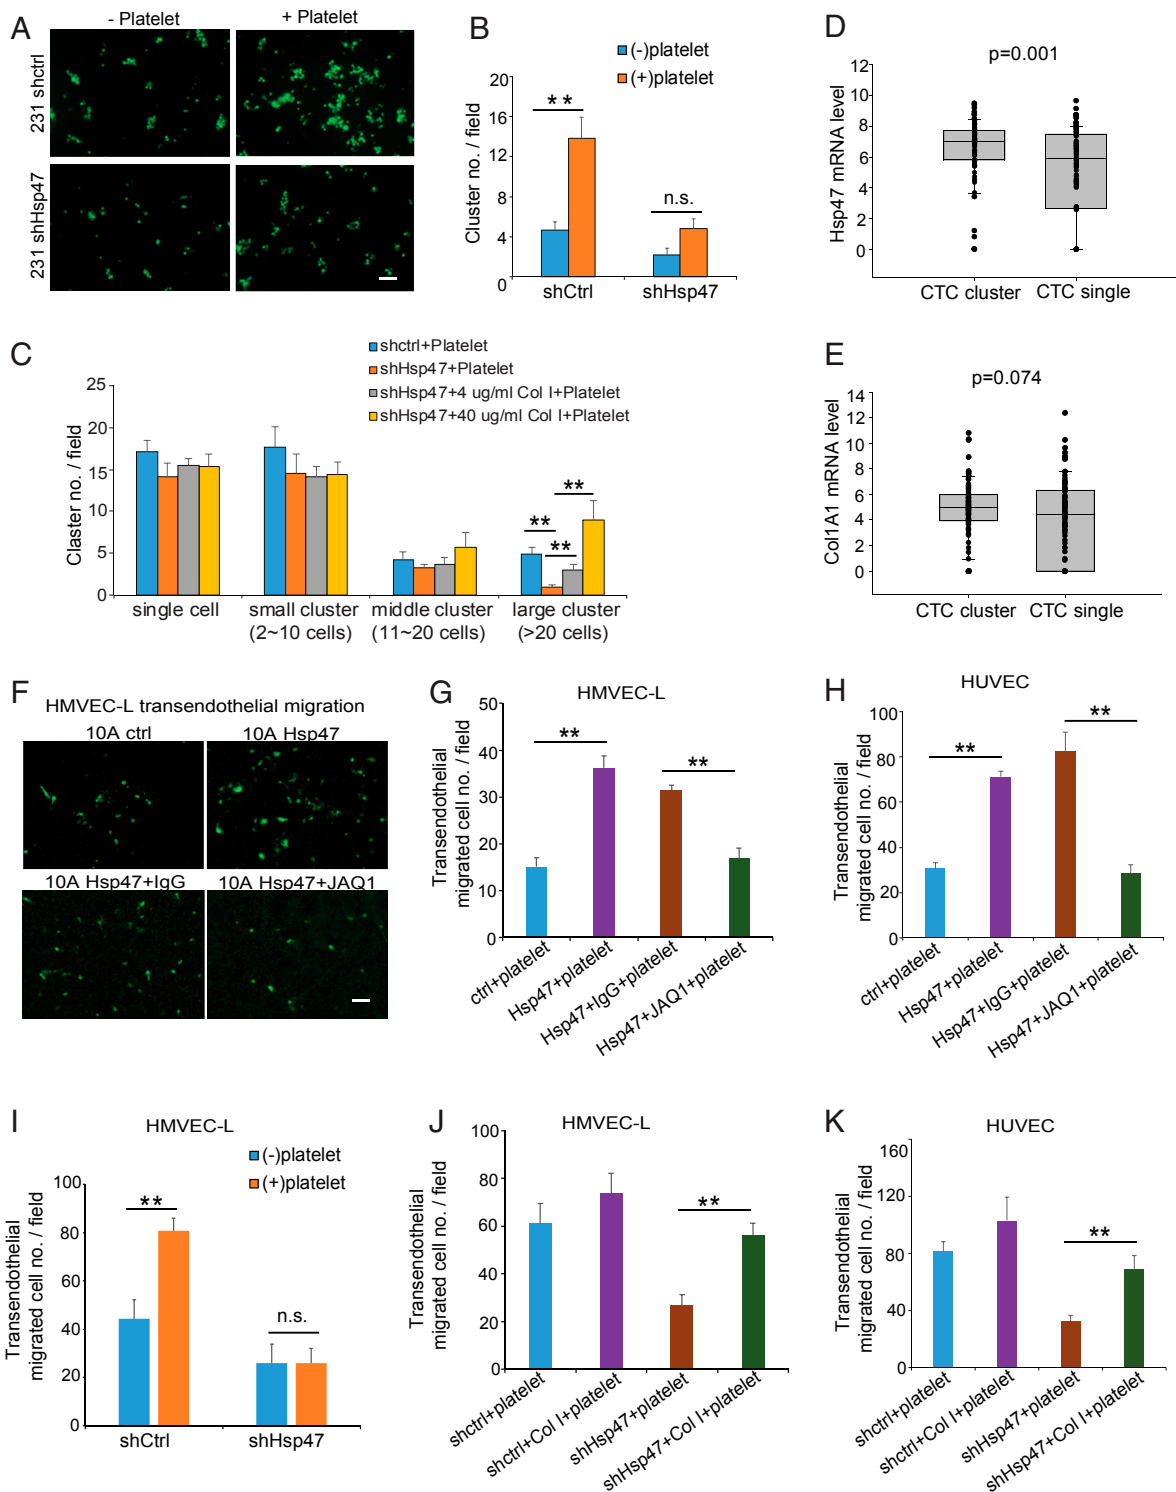 A
- Platelet
+ Platelet
231 shctrl
231 shHsp47
B
(-)platelet
(+)platelet
Cluster no. / field
20
16
12
8
4
0
**
n.s.
shCtrl
shHsp47
D
p=0.001
Hsp47 mRNA level
12
10
8
6
4
2
0
CTC cluster
CTC single
C
shctrl+Platelet
shHsp47+Platelet
shHsp47+4 ug/ml Col I+Platelet
shHsp47+40 ug/ml Col I+Platelet
Claster no. / field
25
20
15
10
5
0
**
**
**
single cell
small cluster
(2~10 cells)
middle cluster
(11~20 cells)
large cluster
(>20 cells)
E
p=0.074
Col1A1 mRNA level
14
12
10
8
6
4
2
0
CTC cluster
CTC single
F
HMVEC-L transendothelial migration
10A ctrl
10A Hsp47
10A Hsp47+IgG
10A Hsp47+JAQ1
G
HMVEC-L
Transendothelial
migrated cell no. / field
50
40
30
20
10
0
**
**
ctrl+platelet
Hsp47+platelet
Hsp47+IgG+platelet
Hsp47+JAQ1+platelet
H
HUVEC
Transendothelial
migrated cell no. / field
100
80
60
40
20
0
**
**
ctrl+platelet
Hsp47+platelet
Hsp47+IgG+platelet
Hsp47+JAQ1+platelet
I
HMVEC-L
(-)platelet
(+)platelet
Transendothelial
migrated cell no. / field
100
80
60
40
20
0
**
n.s.
shCtrl
shHsp47
J
HMVEC-L
Transendothelial
migrated cell no. / field
100
80
60
40
20
0
**
shctrl+platelet
shctrl+Col I+platelet
shHsp47+platelet
shHsp47+Col I+platelet
K
HUVEC
Transendothelial
migrated cell no. / field
160
120
80
40
0
**
shctrl+platelet
shctrl+Col I+platelet
shHsp47+platelet
shHsp47+Col I+platelet